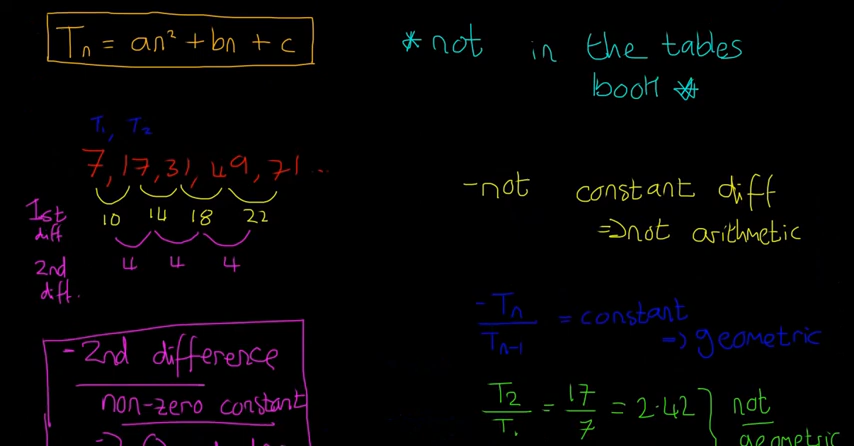 Tn = an² + bn + c
*not in the tables
book *
T1, T2
7, 17, 31, 49, 71 ...
1st diff 10 14 18 22
2nd diff. 4 4 4
-not constant diff
⇒ not arithmetic
-Tn / Tn-1 = constant
⇒ geometric
-2nd difference
non-zero constant
T2 / T1 = 17 / 7 = 2.42 } not
geometric